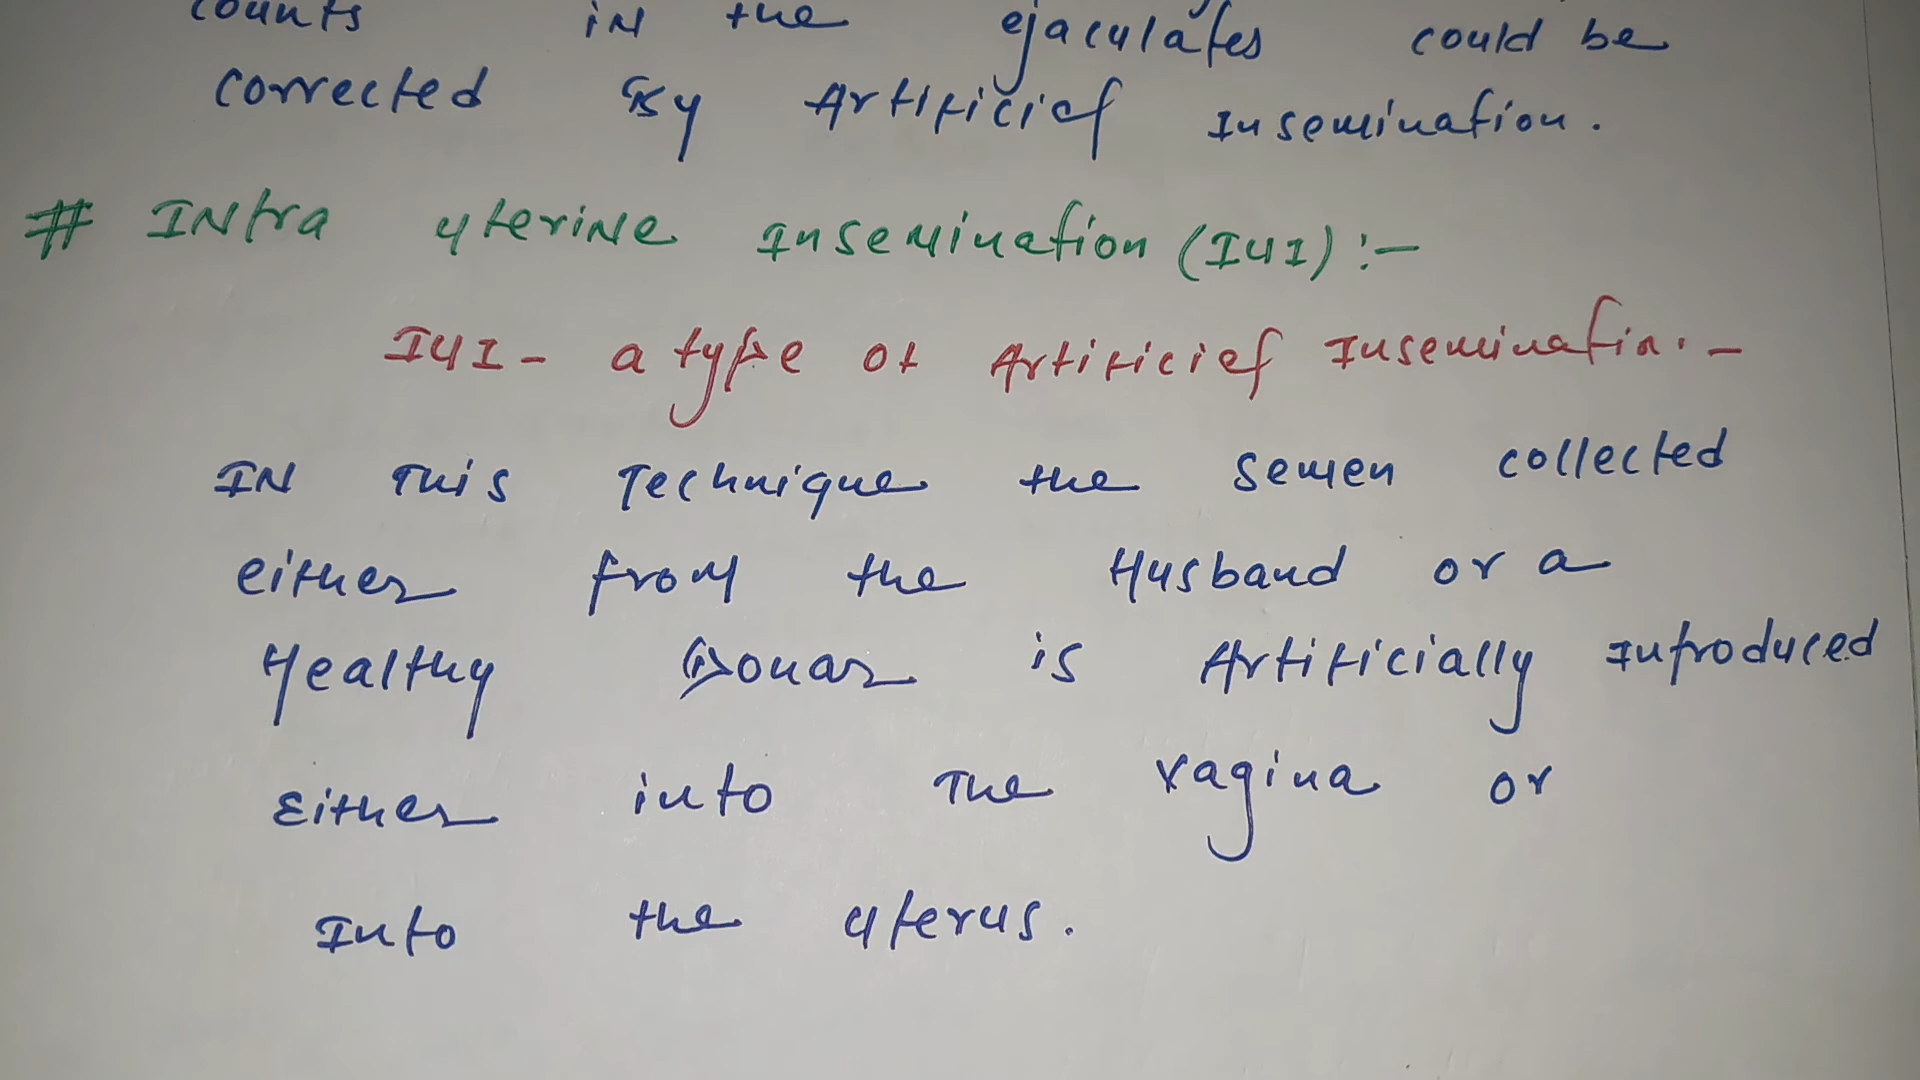 counts in the ejaculates could be
corrected By Artificial Insemination.
# INtra uteriNe Insemination (IUI) :-
IUI - a type of Artificial Insemination. -
IN This Technique the semen collected
either from the Husband or a
Healthy Donar is Artificially Introduced
Either into The vagina or
Into the uterus.